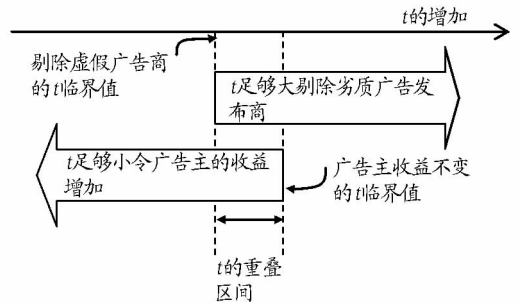 t的增加
剔除虚假广告商
的t临界值
t足够大剔除劣质广告发
布商
t足够小令广告主的收益
增加
广告主收益不变
的t临界值
t的重叠
区间